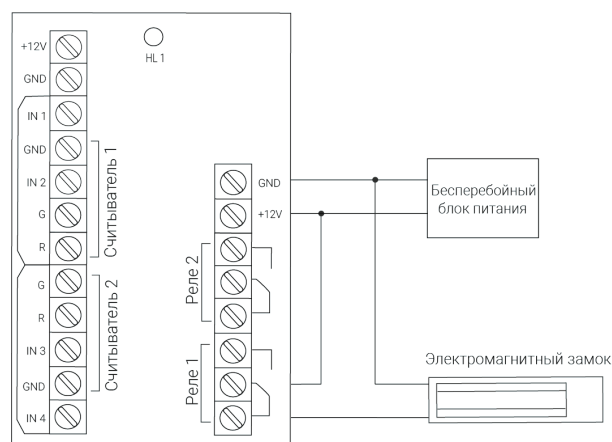 +12V
GND
IN 1
GND
IN 2
G
R
G
R
IN 3
GND
IN 4
HL 1
Считыватель 1
Считыватель 2
GND
+12V
Реле 2
Реле 1
Бесперебойный
блок питания
Электромагнитный замок